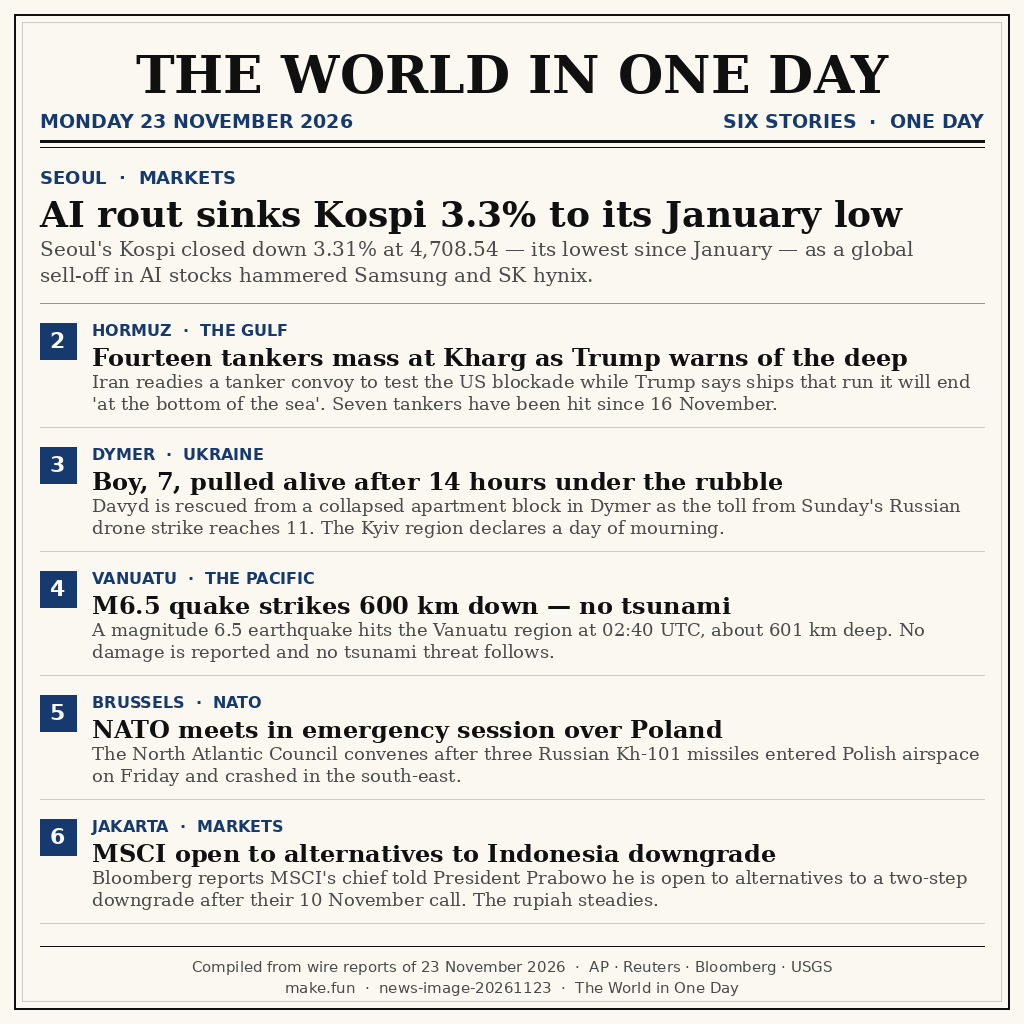 THE WORLD IN ONE DAY
MONDAY 23 NOVEMBER 2026
SIX STORIES · ONE DAY
SEOUL · MARKETS
AI rout sinks Kospi 3.3% to its January low
Seoul's Kospi closed down 3.31% at 4,708.54 — its lowest since January — as a global
sell-off in AI stocks hammered Samsung and SK hynix.
2
HORMUZ · THE GULF
Fourteen tankers mass at Kharg as Trump warns of the deep
Iran readies a tanker convoy to test the US blockade while Trump says ships that run it will end
'at the bottom of the sea'. Seven tankers have been hit since 16 November.
3
DYMER · UKRAINE
Boy, 7, pulled alive after 14 hours under the rubble
Davyd is rescued from a collapsed apartment block in Dymer as the toll from Sunday's Russian
drone strike reaches 11. The Kyiv region declares a day of mourning.
4
VANUATU · THE PACIFIC
M6.5 quake strikes 600 km down — no tsunami
A magnitude 6.5 earthquake hits the Vanuatu region at 02:40 UTC, about 601 km deep. No
damage is reported and no tsunami threat follows.
5
BRUSSELS · NATO
NATO meets in emergency session over Poland
The North Atlantic Council convenes after three Russian Kh-101 missiles entered Polish airspace
on Friday and crashed in the south-east.
6
JAKARTA · MARKETS
MSCI open to alternatives to Indonesia downgrade
Bloomberg reports MSCI's chief told President Prabowo he is open to alternatives to a two-step
downgrade after their 10 November call. The rupiah steadies.
Compiled from wire reports of 23 November 2026 · AP · Reuters · Bloomberg · USGS
make.fun · news-image-20261123 · The World in One Day